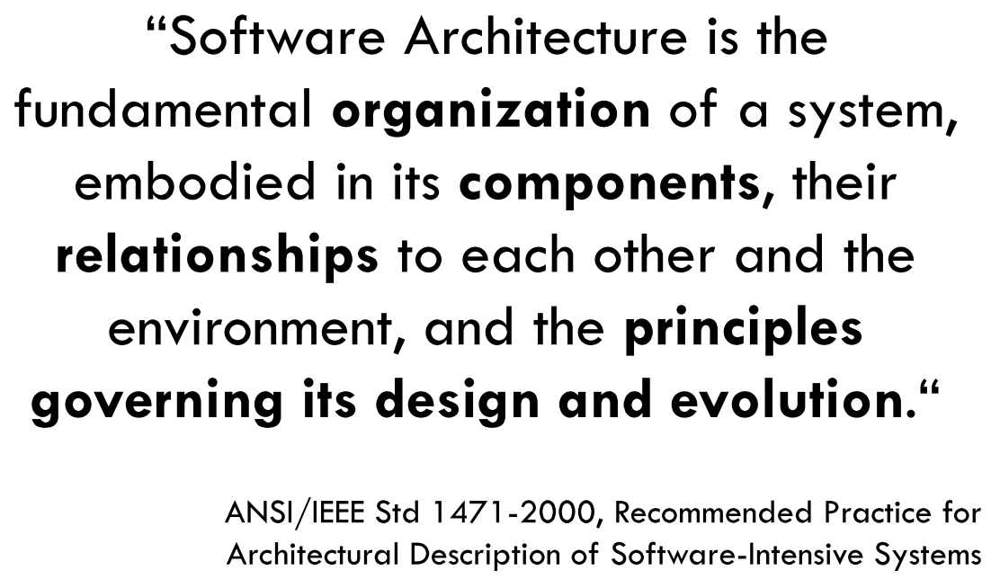 “Software Architecture is the
fundamental organization of a system,
embodied in its components, their
relationships to each other and the
environment, and the principles
governing its design and evolution.“
ANSI/IEEE Std 1471-2000, Recommended Practice for
Architectural Description of Software-Intensive Systems